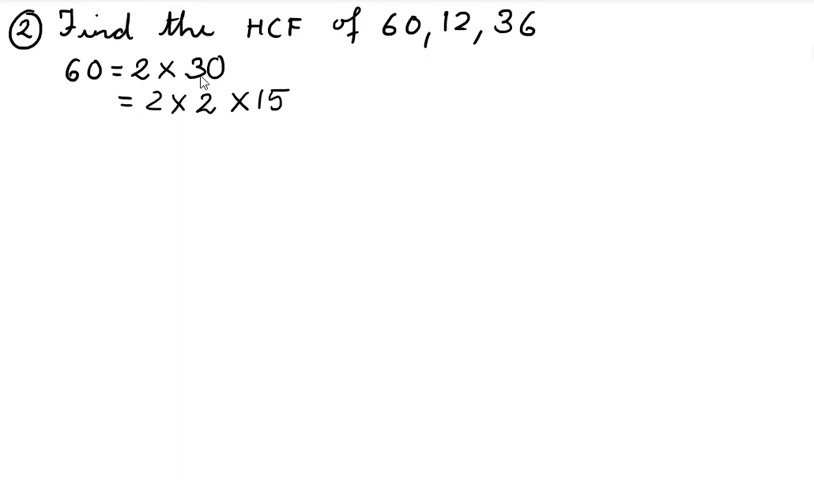 ② Find the HCF of 60, 12, 36
60 = 2 × 30
= 2 × 2 × 15